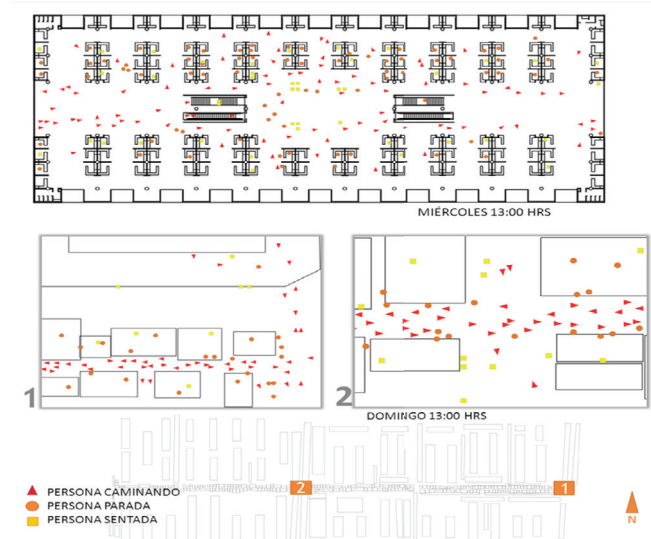 MIÉRCOLES 13:00 HRS
1
2
DOMINGO 13:00 HRS
2
1
PERSONA CAMINANDO
PERSONA PARADA
PERSONA SENTADA
N